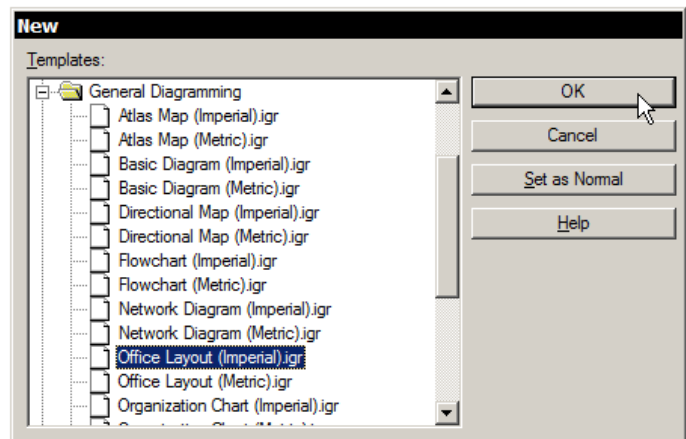 New
Templates:
General Diagramming
Atlas Map (Imperial).igr
Atlas Map (Metric).igr
Basic Diagram (Imperial).igr
Basic Diagram (Metric).igr
Directional Map (Imperial).igr
Directional Map (Metric).igr
Flowchart (Imperial).igr
Flowchart (Metric).igr
Network Diagram (Imperial).igr
Network Diagram (Metric).igr
Office Layout (Imperial).igr
Office Layout (Metric).igr
Organization Chart (Imperial).igr
OK
Cancel
Set as Normal
Help